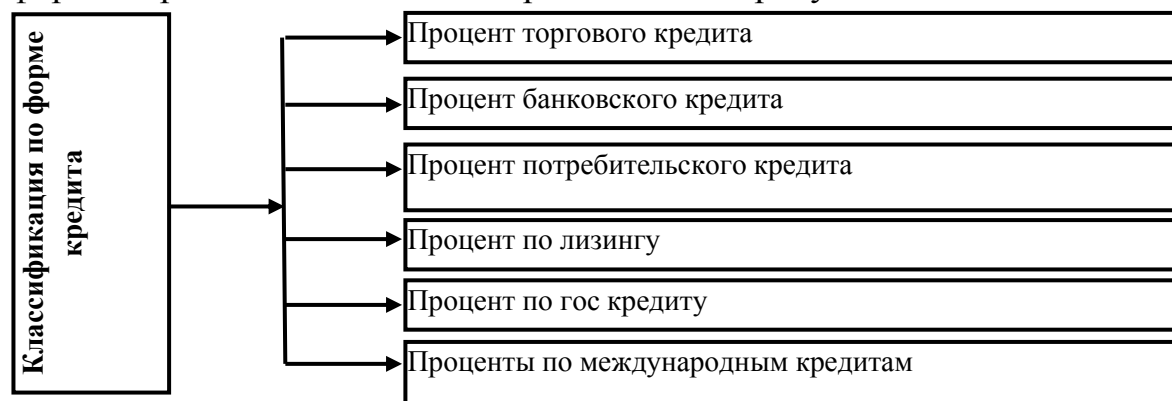 Классификация по форме
кредита
Процент торгового кредита
Процент банковского кредита
Процент потребительского кредита
Процент по лизингу
Процент по гос кредиту
Проценты по международным кредитам